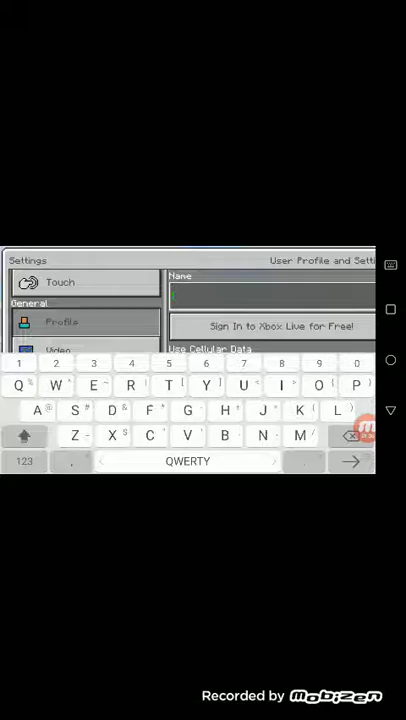 Settings
User Profile and Setti
Touch
Name
General
Profile
Sign In to Xbox Live for Free!
Video
Use Cellular Data
1 2 3 4 5 6 7 8 9 0
Q % W ^ E ~ R | T [ Y ] U < I > O { P }
A @ S # D & F * G - H + J = K ( L )
Z _ X $ C " V ' B : N ; M /
123 , QWERTY .
Recorded by mobizen